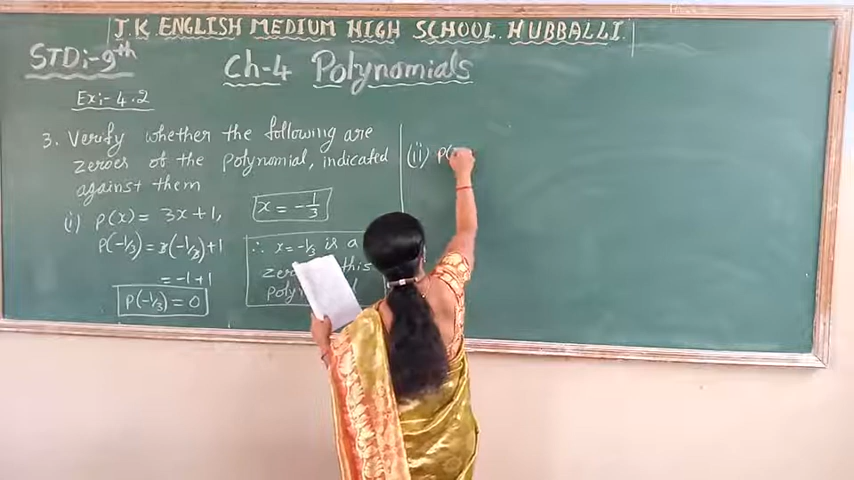 J.K ENGLISH MEDIUM HIGH SCHOOL, HUBBALLI.
STD:-9th
Ch-4 Polynomials
Ex:-4.2
3. Verify whether the following are
zeroes of the polynomial, indicated
against them
(i) P(x) = 3x+1, x = -1/3
P(-1/3) = 3(-1/3)+1
= -1+1
P(-1/3) = 0
∴ x = -1/3 is a
this
(ii) P(